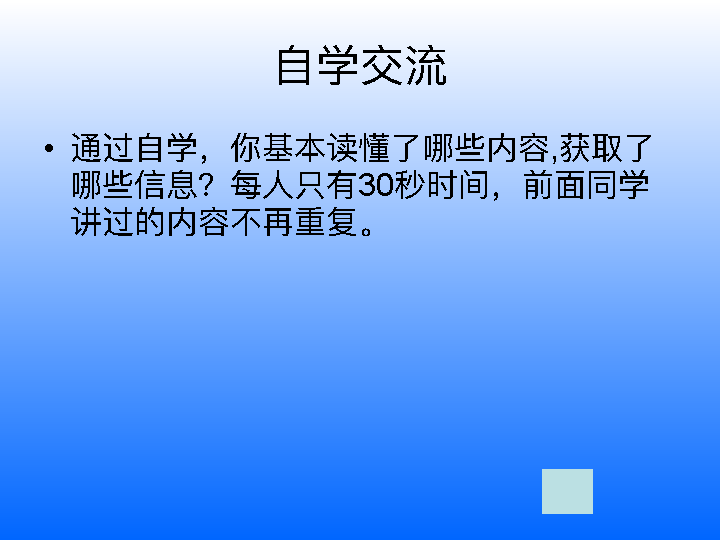 自学交流
• 通过自学，你基本读懂了哪些内容,获取了
哪些信息？每人只有30秒时间，前面同学
讲过的内容不再重复。